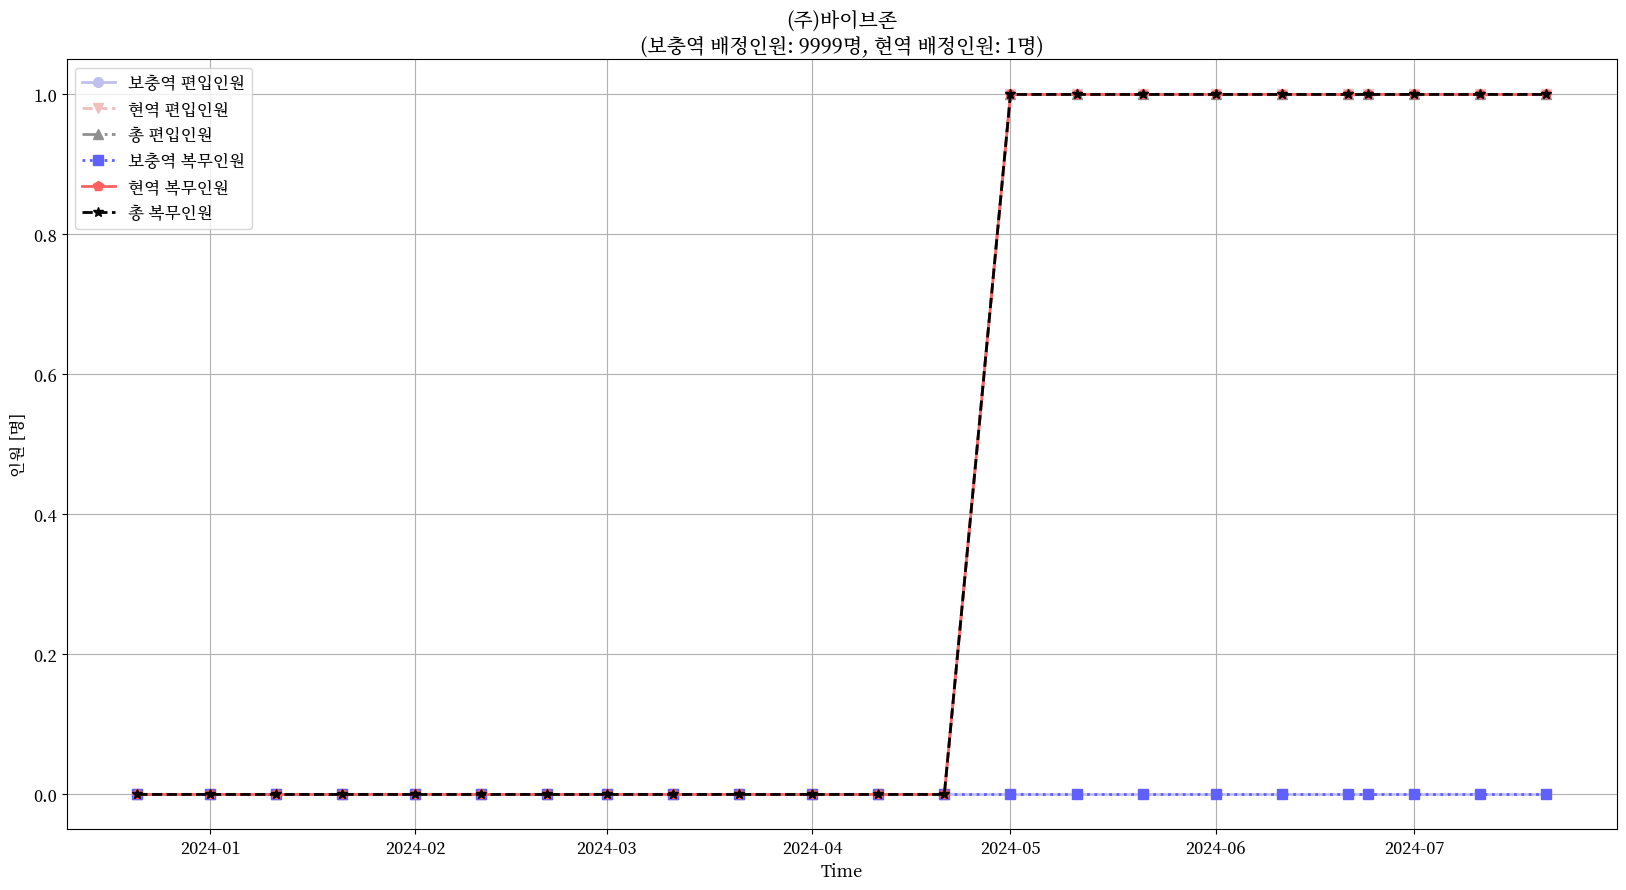 (주)바이브존
(보충역 배정인원: 9999명, 현역 배정인원: 1명)
보충역 편입인원
현역 편입인원
총 편입인원
보충역 복무인원
현역 복무인원
총 복무인원
1.0
0.8
0.6
0.4
0.2
0.0
인원 [명]
2024-01 2024-02 2024-03 2024-04 2024-05 2024-06 2024-07
Time